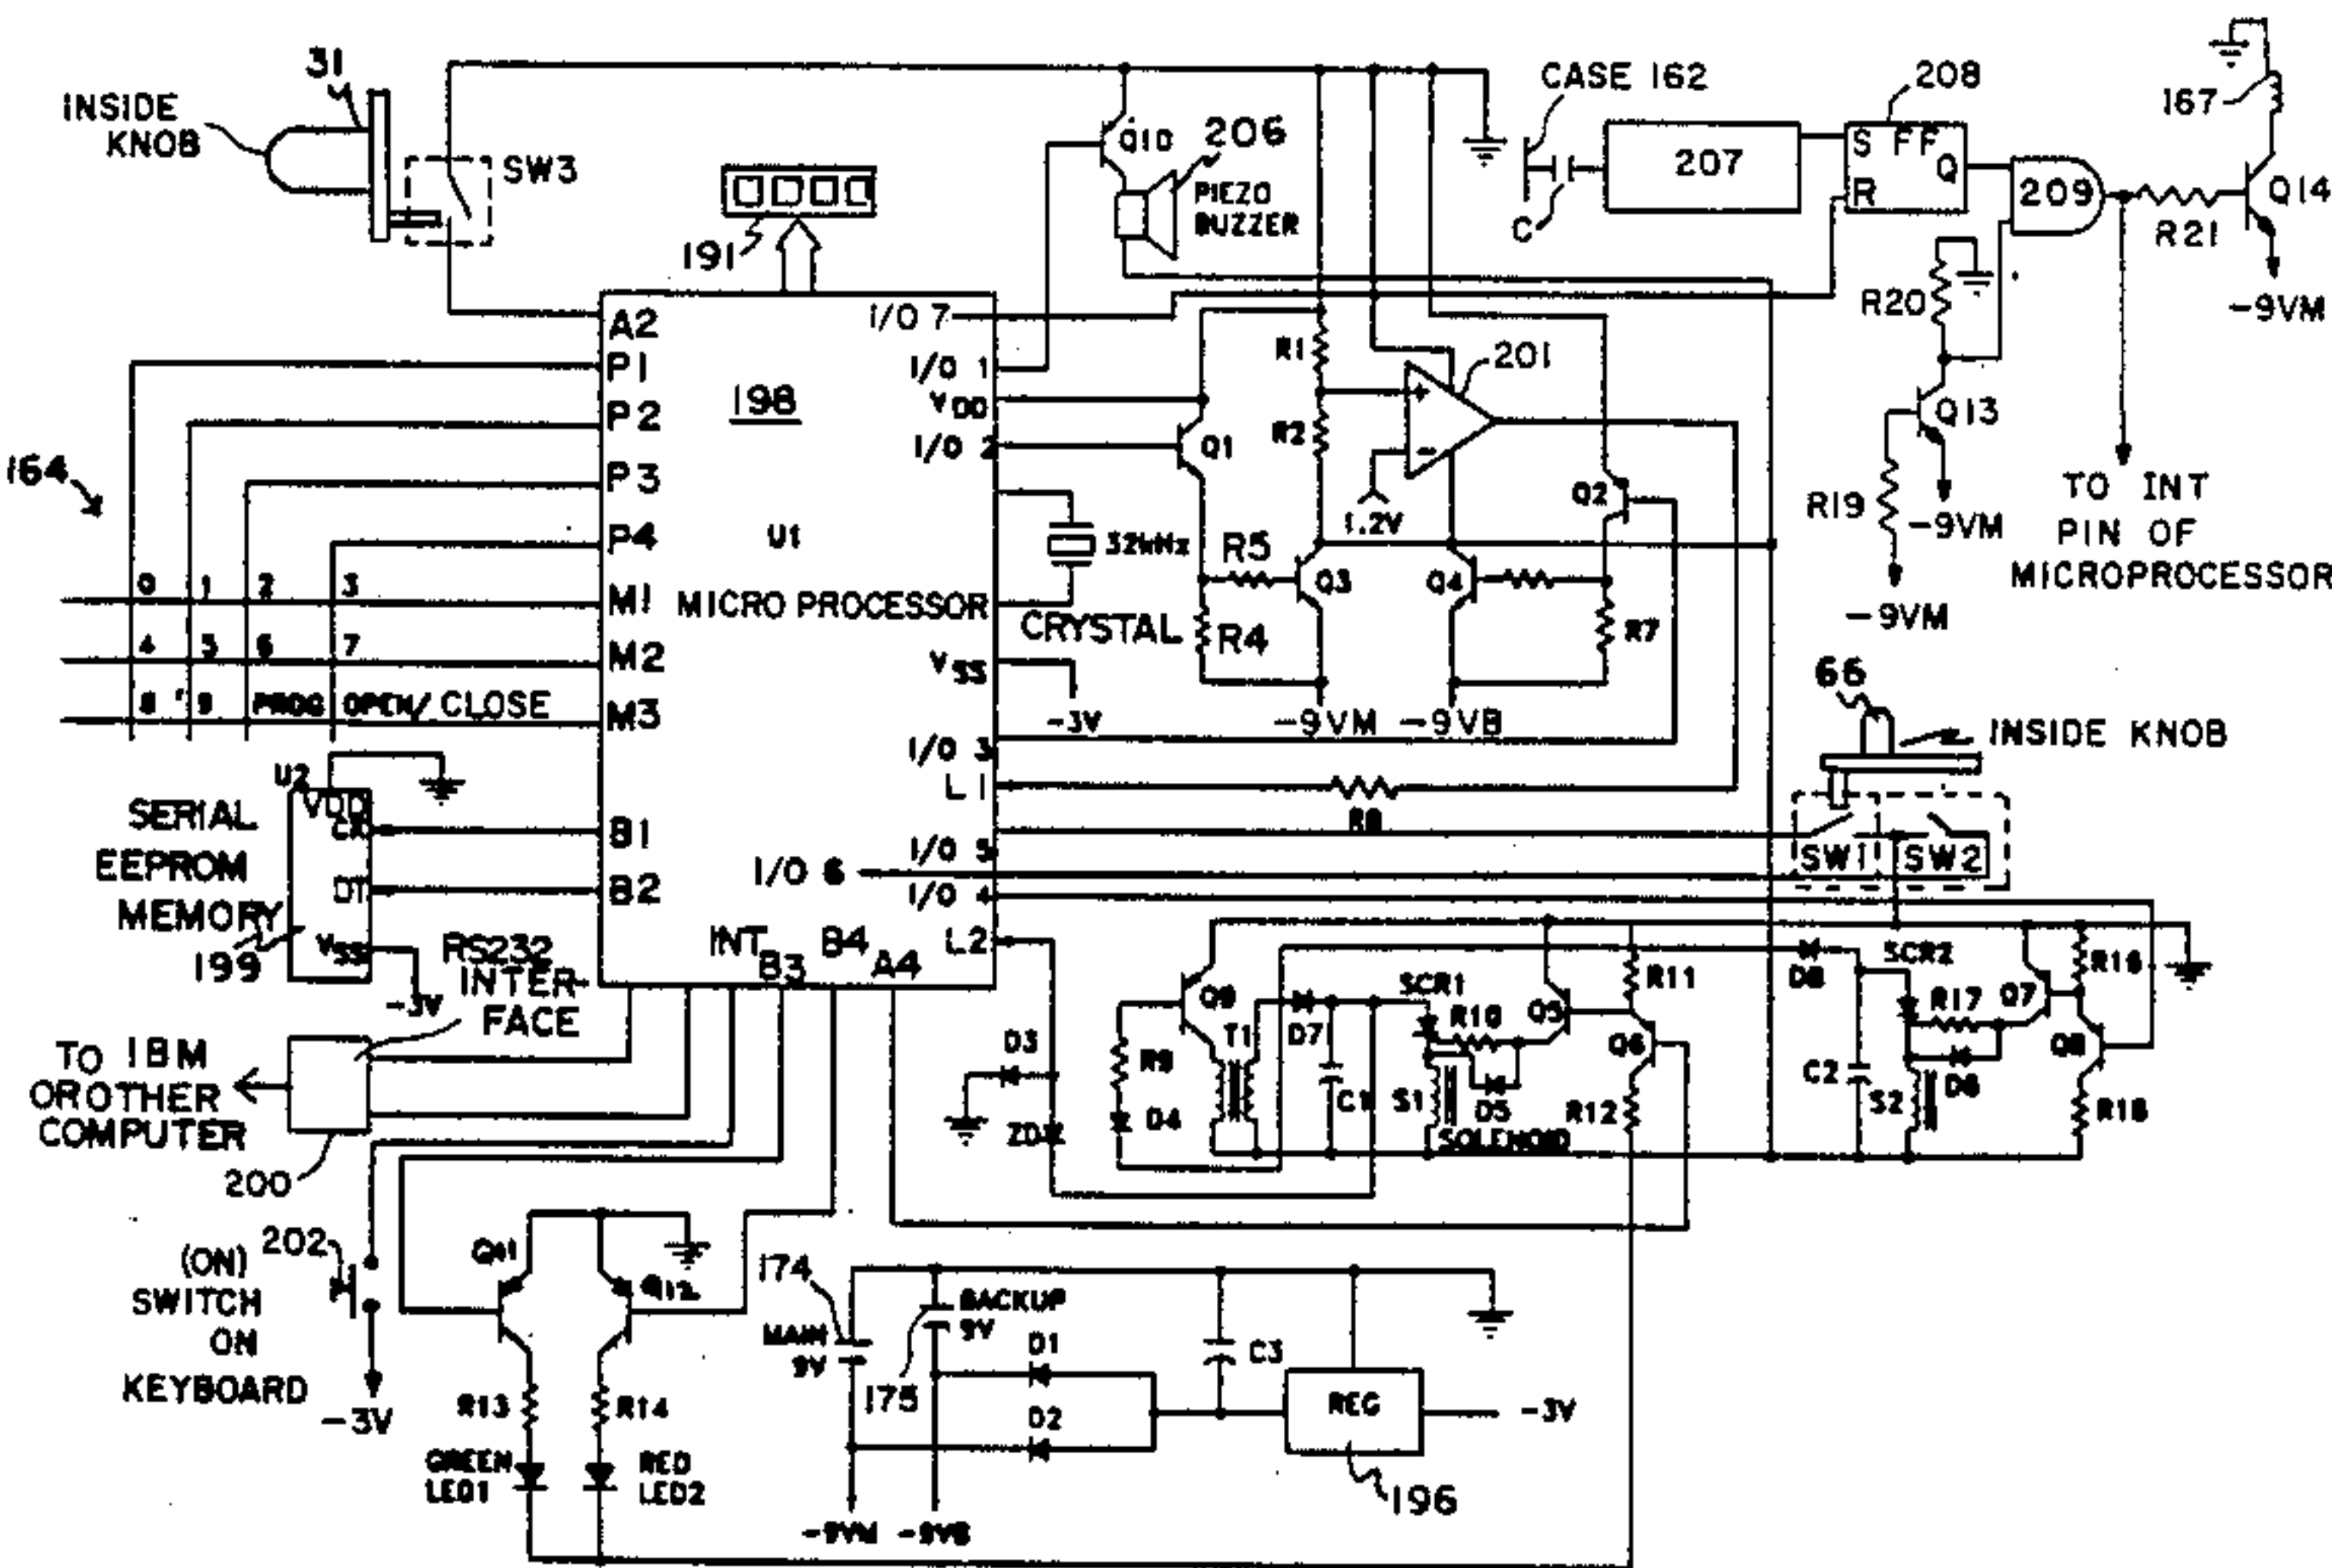 31
INSIDE
KNOB
SW3
191
Q10
206
PIEZO
BUZZER
CASE 162
C
207
208
S FF
Q
R
209
R21
167
Q14
-9VM
R20
Q13
R19
-9VM
-9VM
TO INT
PIN OF
MICROPROCESSOR
164
A2
P1
P2
P3
P4
M1
M2
M3
B1
B2
198
U1
MICRO PROCESSOR
I/O 7
I/O 1
VDD
I/O 2
VSS
-3V
I/O 3
L1
I/O 5
I/O 6
I/O 4
L2
INT
B3
B4
A4
0 1 2 3
4 5 6 7
8 9 PROG OPEN/CLOSE
32kHz
CRYSTAL
R1
R2
201
1.2V
Q1
R5
R4
Q3
Q4
Q2
R7
-9VM
-9VB
R8
66
INSIDE KNOB
SW1
SW2
U2
VDD
DT
VSS
SERIAL
EEPROM
MEMORY
199
-3V
RS232
INTER-
FACE
TO IBM
OR OTHER
COMPUTER
200
D3
ZD
Q9
R9
D4
T1
D7
C1
SCR1
R10
S1
D5
SOLENOID
Q5
R11
Q6
R12
D8
SCR2
R17
C2
S2
D6
Q7
R16
Q8
R18
202
(ON)
SWITCH
ON
KEYBOARD
-3V
Q11
Q12
R13
R14
GREEN
LED1
RED
LED2
174
MAIN
9V
BACKUP
9V
175
D1
D2
C3
REG
-3V
196
-9VM
-9VB